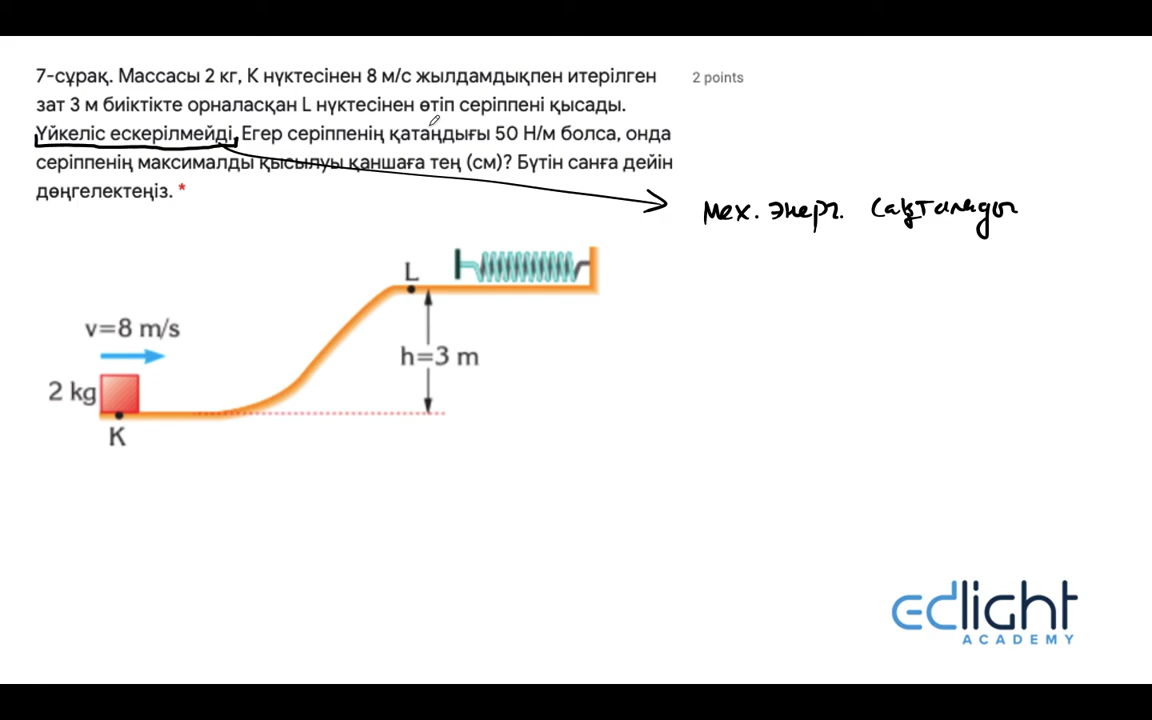 7-сұрақ. Массасы 2 кг, К нүктесінен 8 м/с жылдамдықпен итерілген
2 points
зат 3 м биіктікте орналасқан L нүктесінен өтіп серіппені қысады.
Үйкеліс ескерілмейді. Егер серіппенің қатаңдығы 50 Н/м болса, онда
серіппенің максималды қысылуы қаншаға тең (см)? Бүтін санға дейін
дөңгелектеңіз. *
мех. энерг. сақталады
L
v=8 m/s
h=3 m
2 kg
K
edlight
ACADEMY